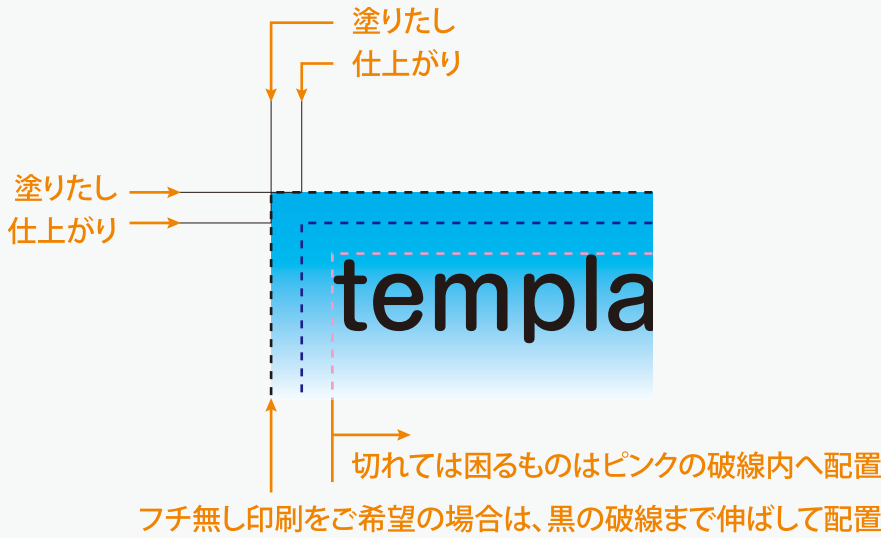 塗りたし
仕上がり
塗りたし
仕上がり
templa
切れては困るものはピンクの破線内へ配置
フチ無し印刷をご希望の場合は、黒の破線まで伸ばして配置